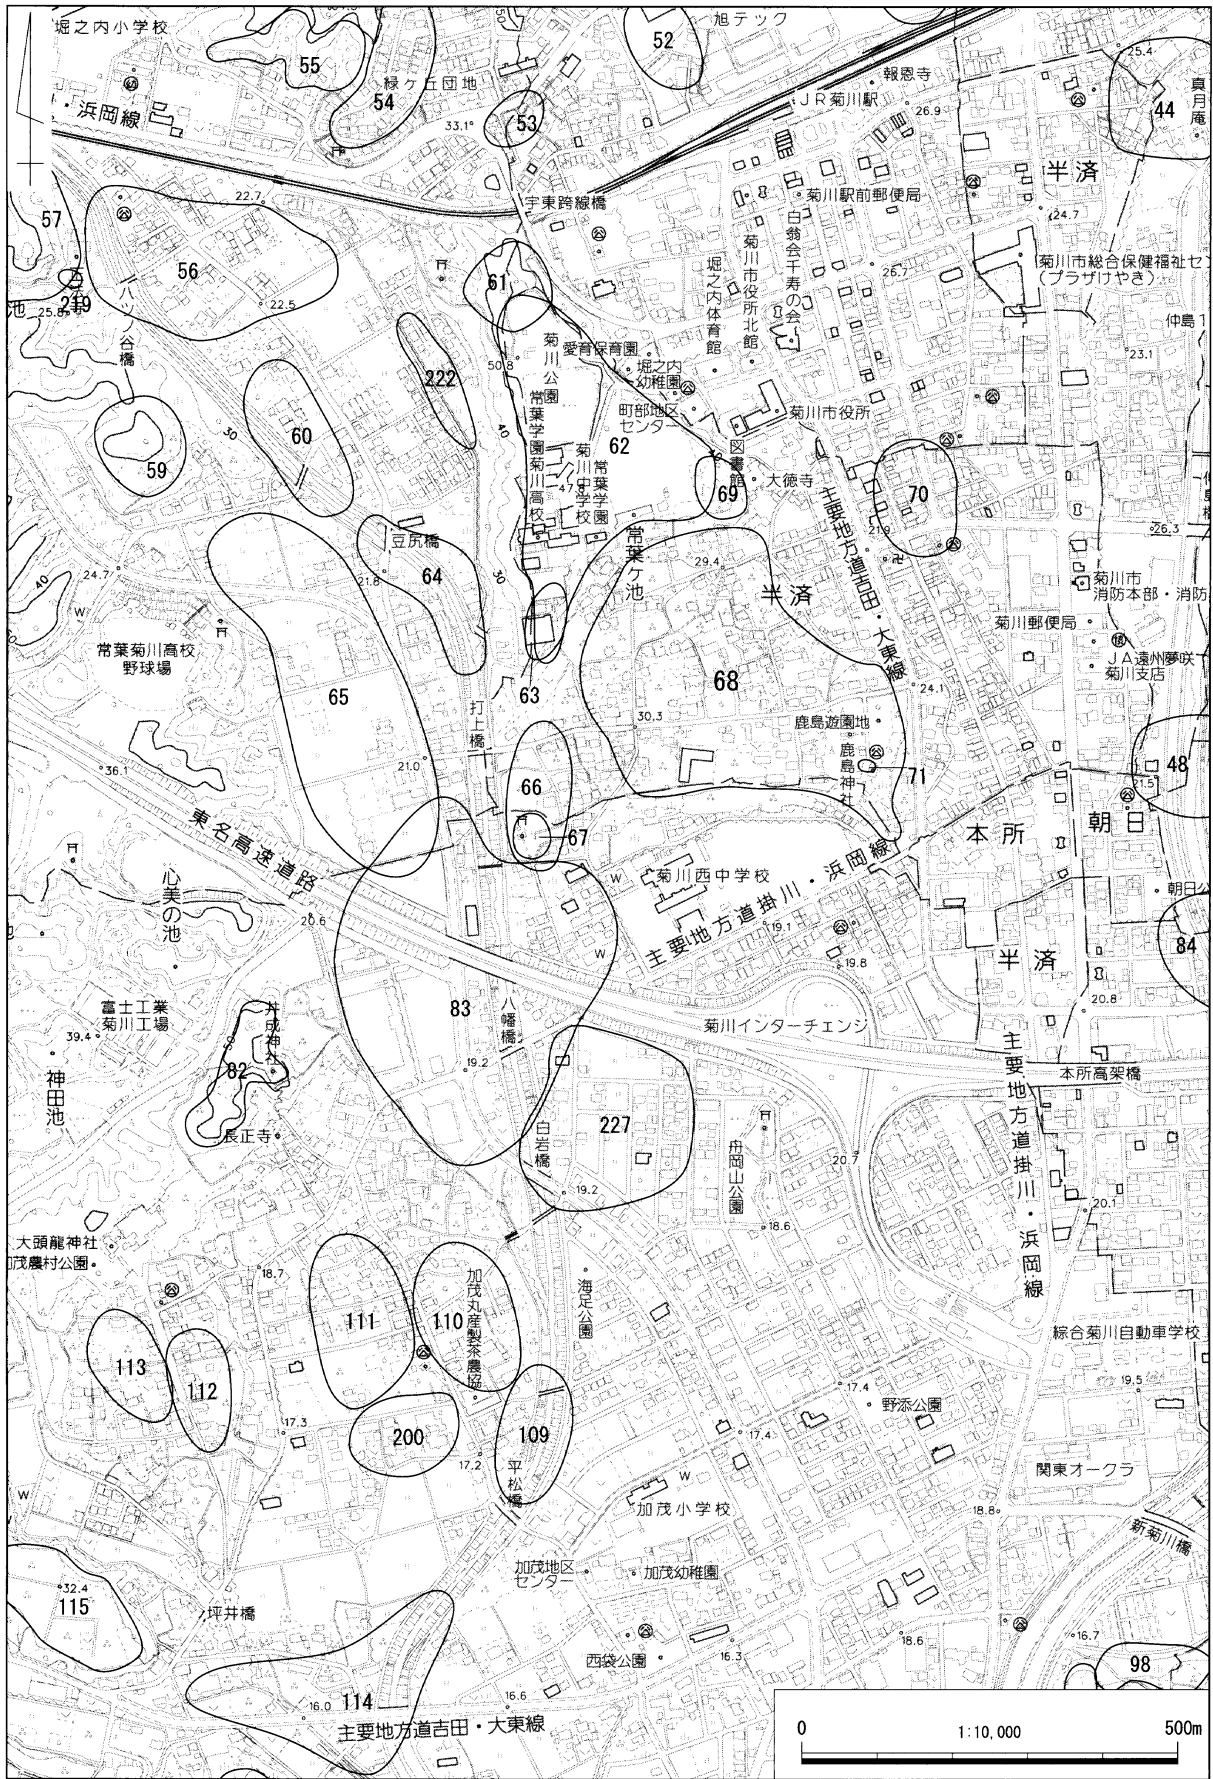 堀之内小学校
旭テック
52
55
緑ケ丘団地
54
・浜岡線
33.1
53
報恩寺
JR菊川駅
26.9
25.4
44
真月庵
半済
宇東跨線橋
菊川駅前郵便局
24.7
57
22.7
56
22.5
219
25.8
八ツノ谷橋
61
白翁会千寿の会
菊川市役所北館
堀之内体育館
26.7
菊川市総合保健福祉セン
(プラザけやき)
仲島1
23.1
222
50.8
菊川公園
愛育保育園
堀之内
幼稚園
町部地区
センター
菊川市役所
60
30
59
40
常葉学園菊川高校
常葉学園
菊川中学校
47.8
62
図書館
69
大徳寺
70
主要地方道吉田・大東線
21.9
26.3
豆尻橋
21.8
64
30
常葉ケ池
29.4
半済
菊川市
消防本部・消防
菊川郵便局
JA遠州夢咲
菊川支店
24.7
40
W
常葉菊川高校
野球場
65
63
68
24.1
打上橋
30.3
鹿島遊園地
鹿島神社
71
36.1
21.0
66
67
48
21.5
東名高速道路
本所
朝日
朝日公
心美の池
菊川西中学校
主要地方道掛川・浜岡線
W
19.1
19.8
20.6
W
半済
84
20.8
富士工業
菊川工場
39.4
83
八幡橋
菊川インターチェンジ
井成神社
82
19.2
神田池
本所高架橋
主要地方道掛川・浜岡線
長正寺
白岩橋
227
舟岡山公園
20.7
19.2
18.6
20.1
大頭龍神社
加茂農村公園
18.7
111
110
加茂丸産製茶農協
海足公園
綜合菊川自動車学校
113
112
17.4
19.5
野添公園
17.3
200
109
17.2
平松橋
17.4
関東オークラ
W
W
加茂小学校
18.8
新菊川橋
加茂地区
センター
加茂幼稚園
32.4
115
坪井橋
16.7
18.6
西袋公園
16.3
98
16.0
114
16.6
主要地方道吉田・大東線
0
1:10,000
500m